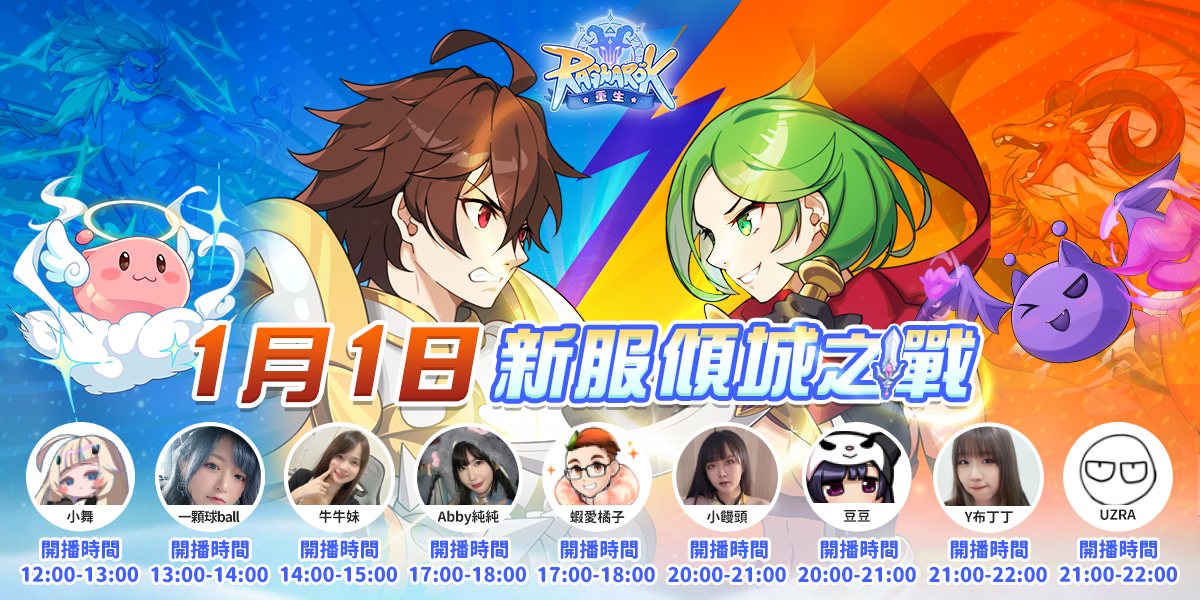 RAGNARÖK
重生
1月1日 新服傾城之戰
小舞
一顆球ball
牛牛妹
Abby純純
蝦愛橘子
小饅頭
豆豆
Y布丁丁
UZRA
開播時間 開播時間 開播時間 開播時間 開播時間 開播時間 開播時間 開播時間 開播時間
12:00-13:00 13:00-14:00 14:00-15:00 17:00-18:00 17:00-18:00 20:00-21:00 20:00-21:00 21:00-22:00 21:00-22:00